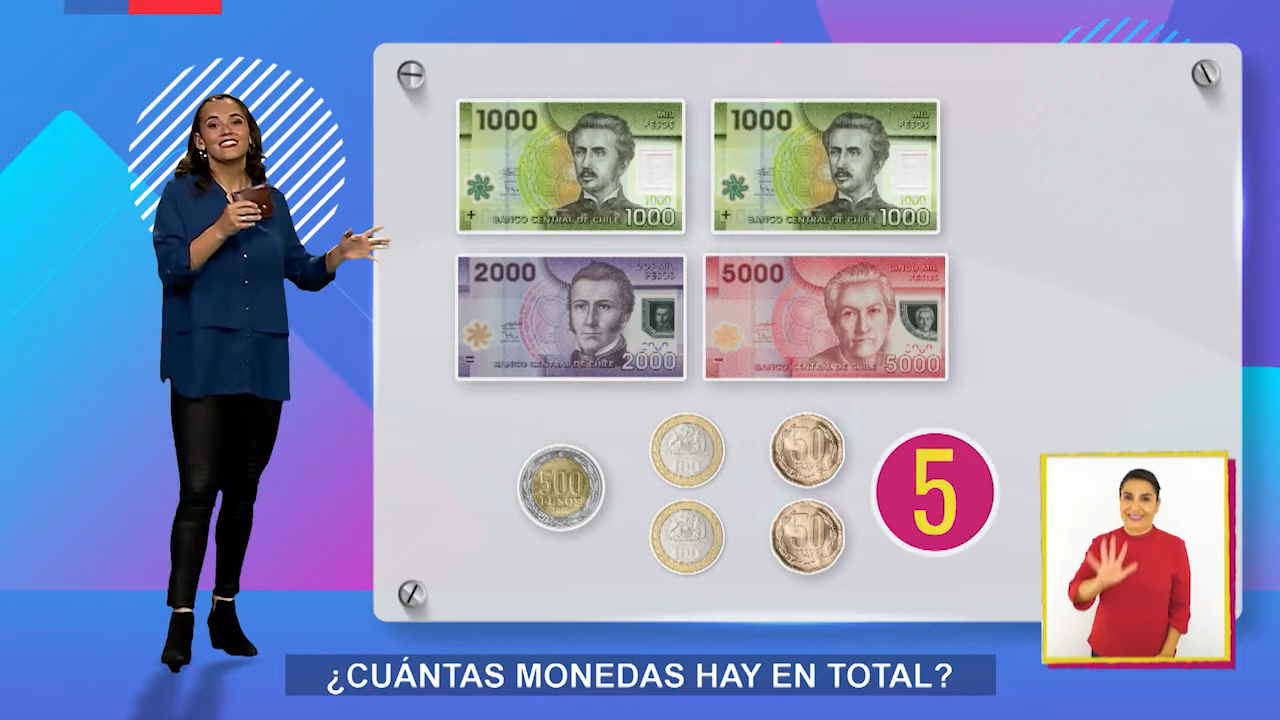 1000
MIL
PESOS
1000
BANCO CENTRAL DE CHILE 1000
1000
MIL
PESOS
1000
BANCO CENTRAL DE CHILE 1000
2000
DOS MIL
PESOS
BANCO CENTRAL DE CHILE 2000
5000
CINCO MIL
PESOS
BANCO CENTRAL DE CHILE 5000
500
PESOS
100
100
50
50
5
¿CUÁNTAS MONEDAS HAY EN TOTAL?